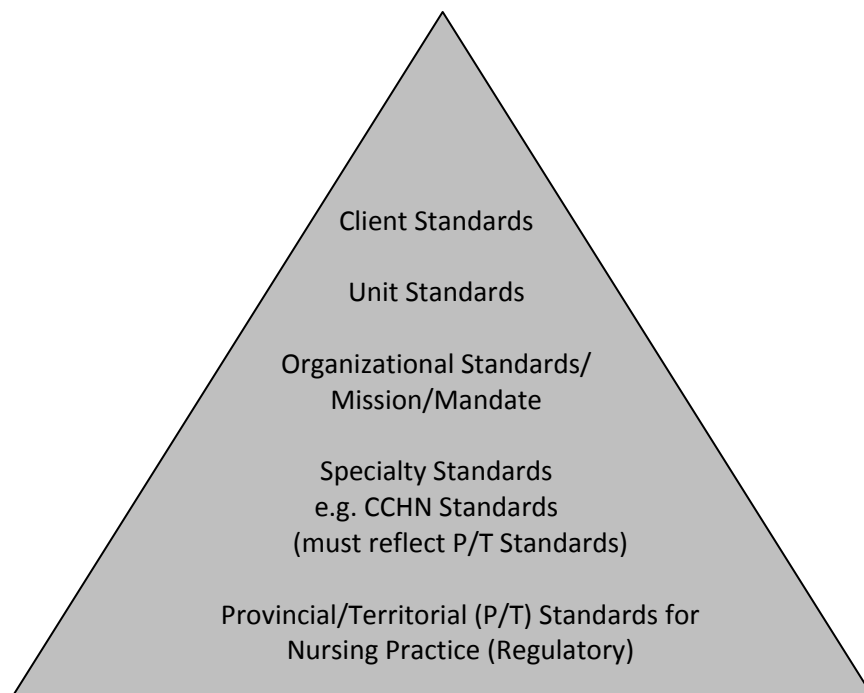 Client Standards
Unit Standards
Organizational Standards/
Mission/Mandate
Specialty Standards
e.g. CCHN Standards
(must reflect P/T Standards)
Provincial/Territorial (P/T) Standards for
Nursing Practice (Regulatory)